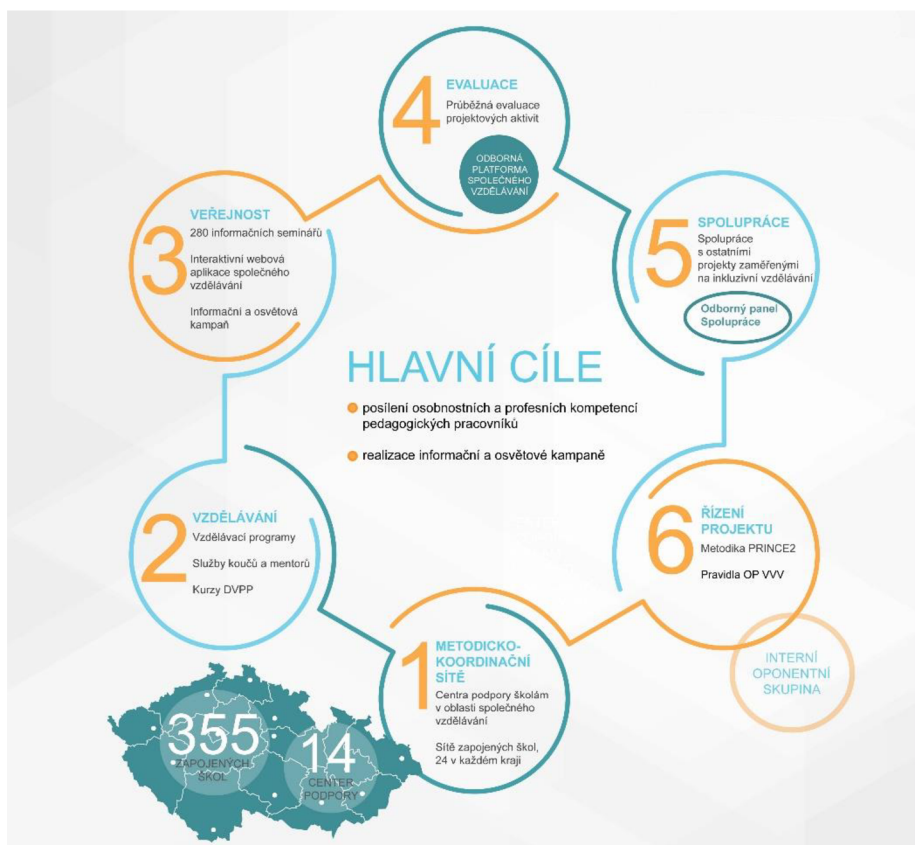 4
EVALUACE
Průběžná evaluace
projektových aktivit
ODBORNÁ
PLATFORMA
SPOLEČNÉHO
VZDĚLÁVÁNÍ
3
VEŘEJNOST
280 informačních seminářů
Interaktivní webová
aplikace společného
vzdělávání
Informační a osvětová
kampaň
5
SPOLUPRÁCE
Spolupráce
s ostatními
projekty zaměřenými
na inkluzivní vzdělávání
Odborný panel
Spolupráce
HLAVNÍ CÍLE
posílení osobnostních a profesních kompetencí
pedagogických pracovníků
realizace informační a osvětové kampaně
2
VZDĚLÁVÁNÍ
Vzdělávací programy
Služby koučů a mentorů
Kurzy DVPP
6
ŘÍZENÍ
PROJEKTU
Metodika PRINCE2
Pravidla OP VVV
INTERNÍ
OPONENTNÍ
SKUPINA
1
METODICKO-
KOORDINAČNÍ
SÍTĚ
Centra podpory školám
v oblasti společného
vzdělávání
Sítě zapojených škol,
24 v každém kraji
355
ZAPOJENÝCH
ŠKOL
14
CENTER
PODPORY